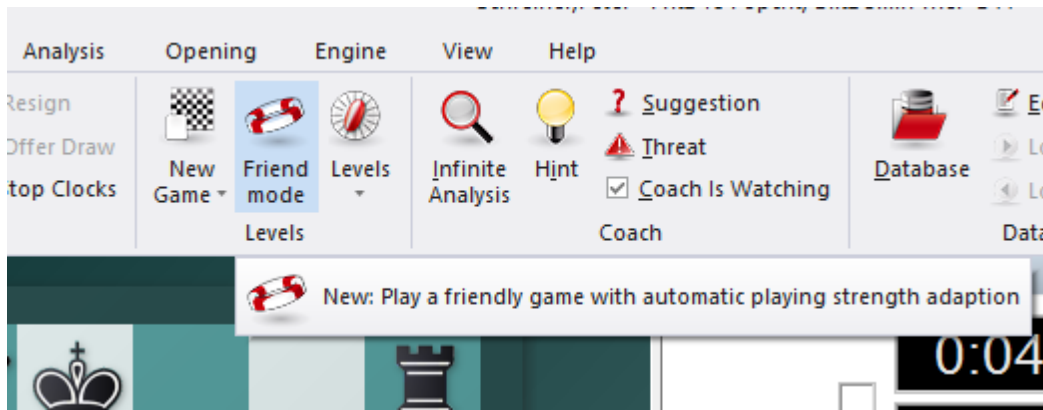 Analysis Opening Engine View Help
Resign
Offer Draw
Stop Clocks
New Game
Friend mode
Levels
Levels
Infinite Analysis
Hint
? Suggestion
Threat
Coach Is Watching
Coach
Database
New: Play a friendly game with automatic playing strength adaption
0:04